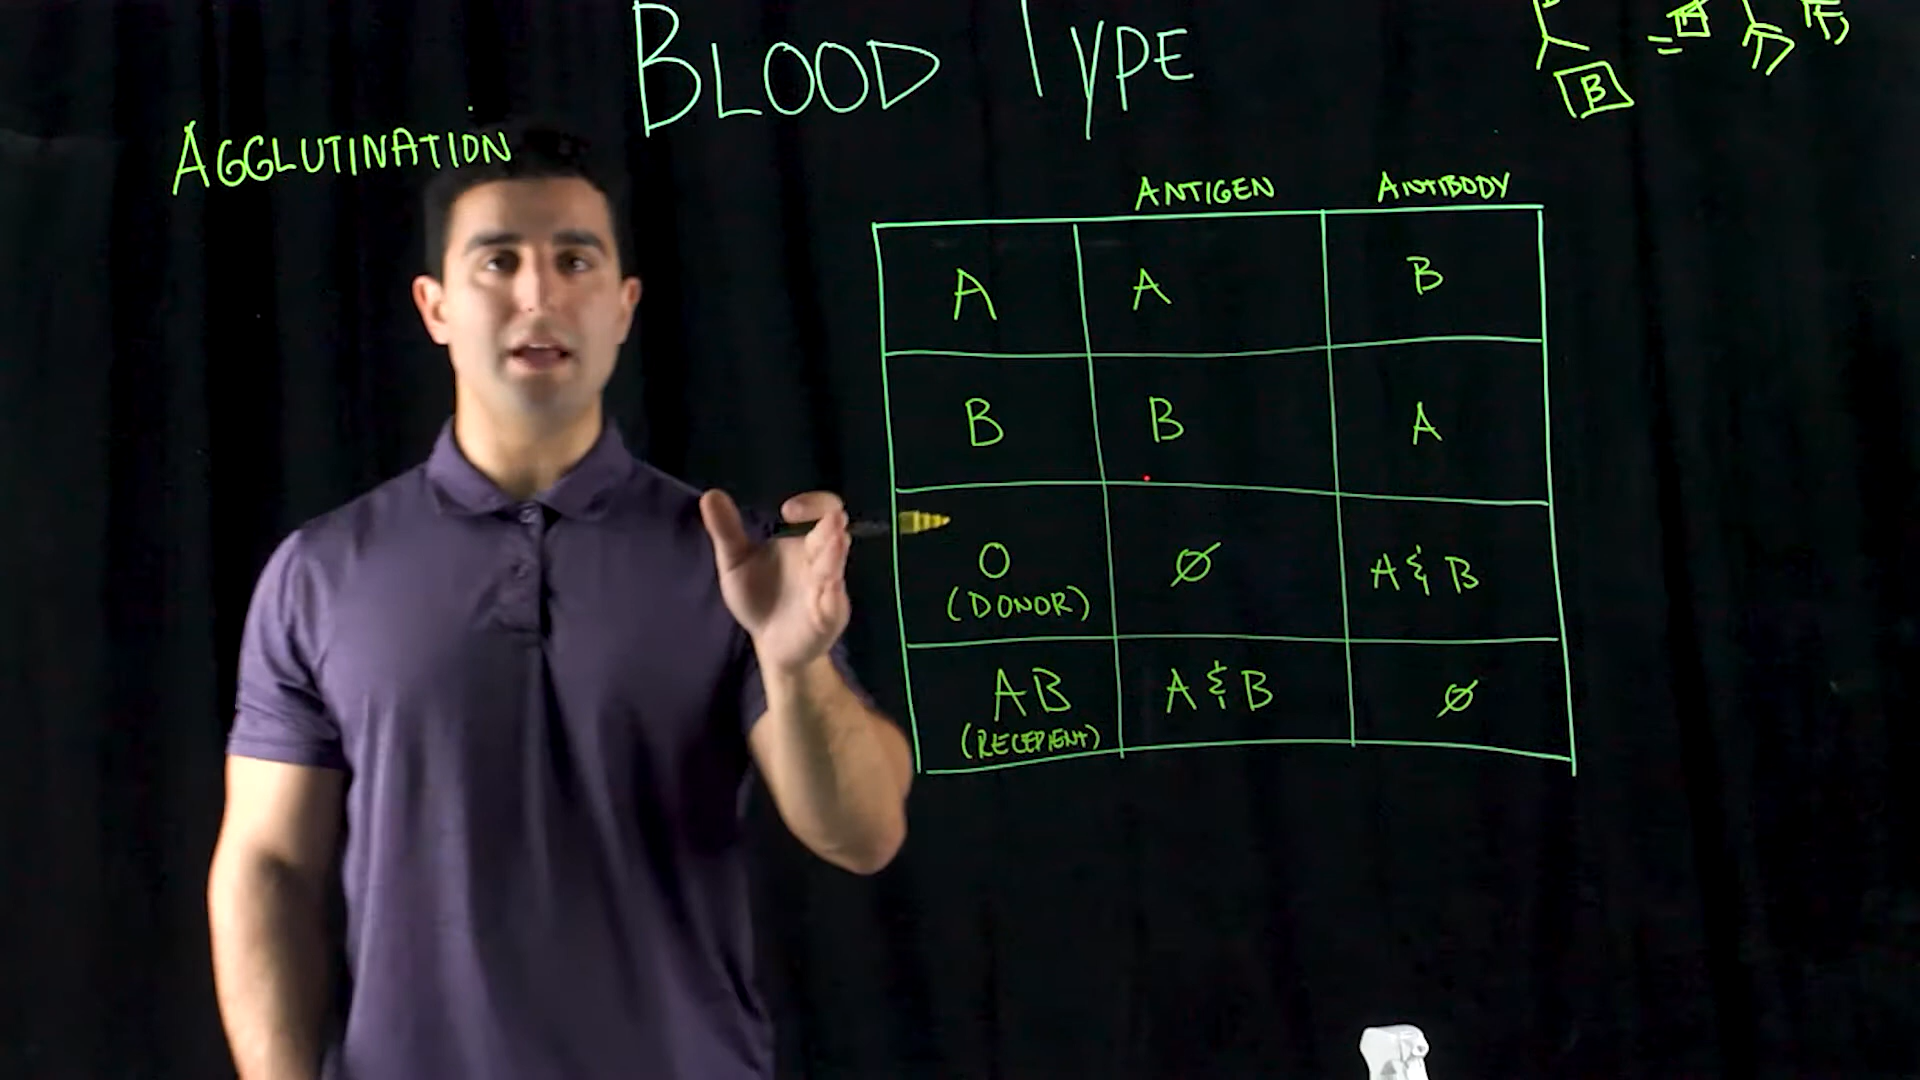 BLOOD TYPE
B
AGGLUTINATION
ANTIGEN ANTIBODY
A A B
B B A
O Ø A & B
(DONOR)
AB A & B Ø
(RECEPIENT)